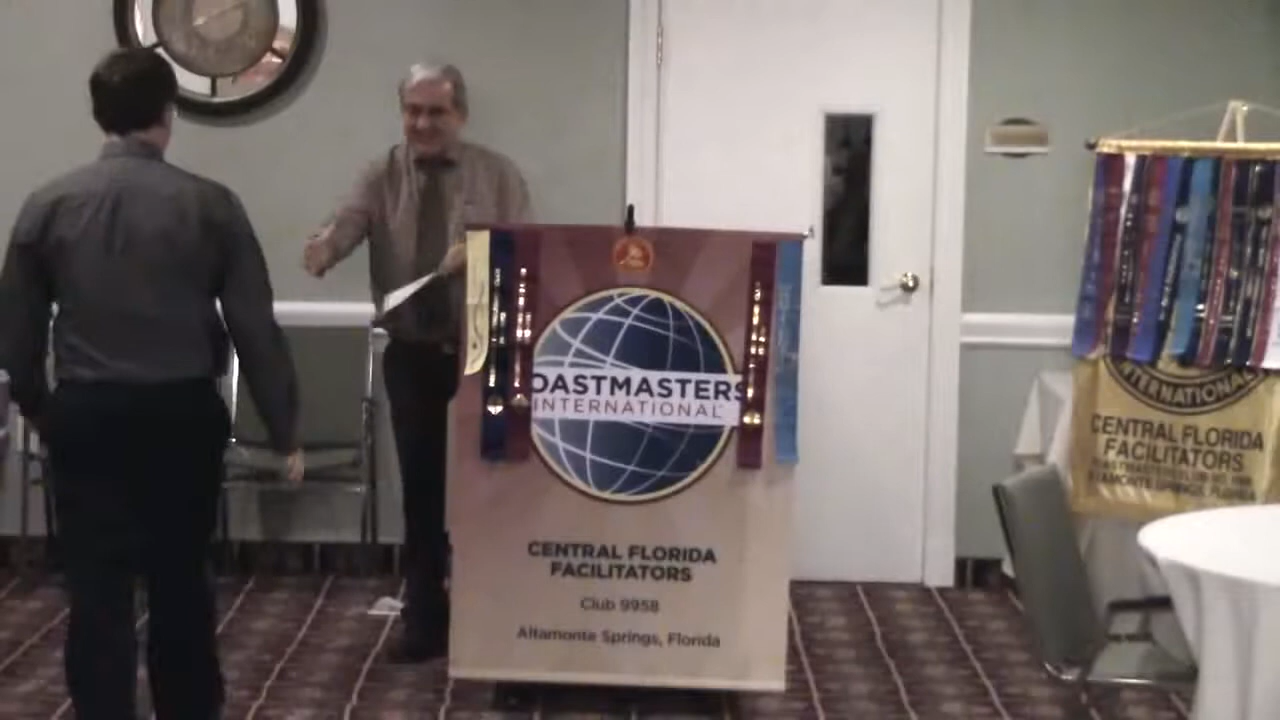 OASTMASTERS
INTERNATIONAL
CENTRAL FLORIDA
FACILITATORS
Club 9958
Altamonte Springs, Florida
INTERNATIONAL
CENTRAL FLORIDA
FACILITATORS